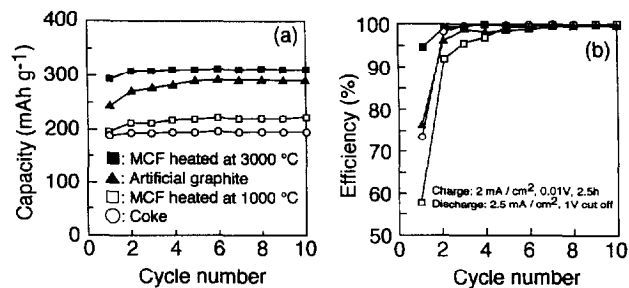 (a)
400
300
200
100
0
Capacity (mAh g-1)
■: MCF heated at 3000 °C
▲: Artificial graphite
□: MCF heated at 1000 °C
○: Coke
0 2 4 6 8 10
Cycle number
(b)
100
90
80
70
60
50
Efficiency (%)
Charge: 2 mA / cm2, 0.01V, 2.5h
Discharge: 2.5 mA / cm2, 1V cut off
0 2 4 6 8 10
Cycle number